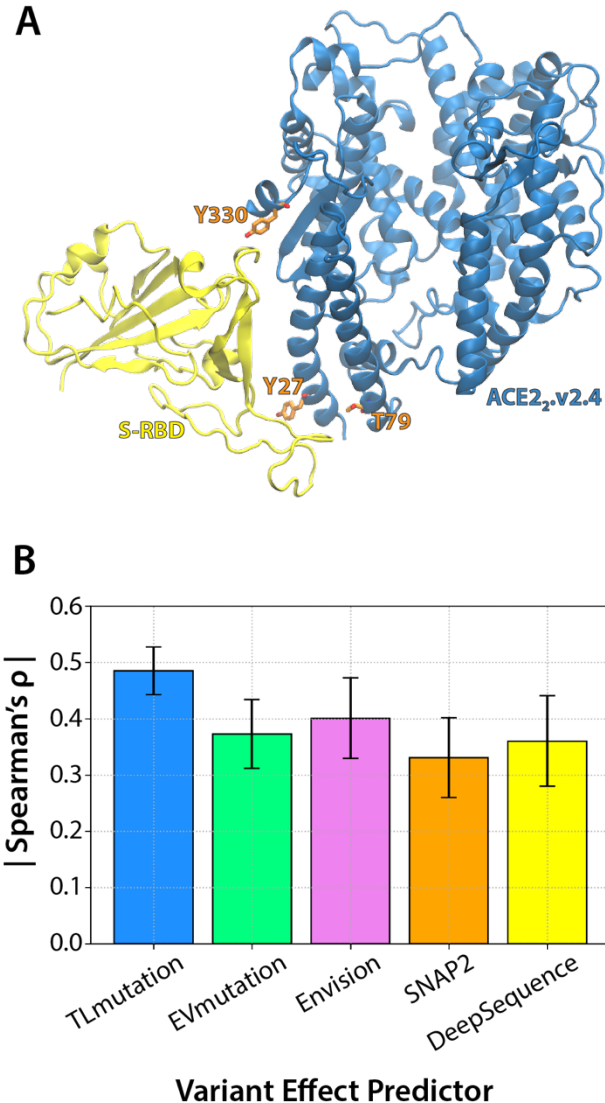 A
Y330
Y27
T79
S-RBD
ACE2₂.v2.4
B
0.6
0.5
0.4
0.3
0.2
0.1
0.0
| Spearman's ρ |
TLmutation
EVmutation
Envision
SNAP2
DeepSequence
Variant Effect Predictor